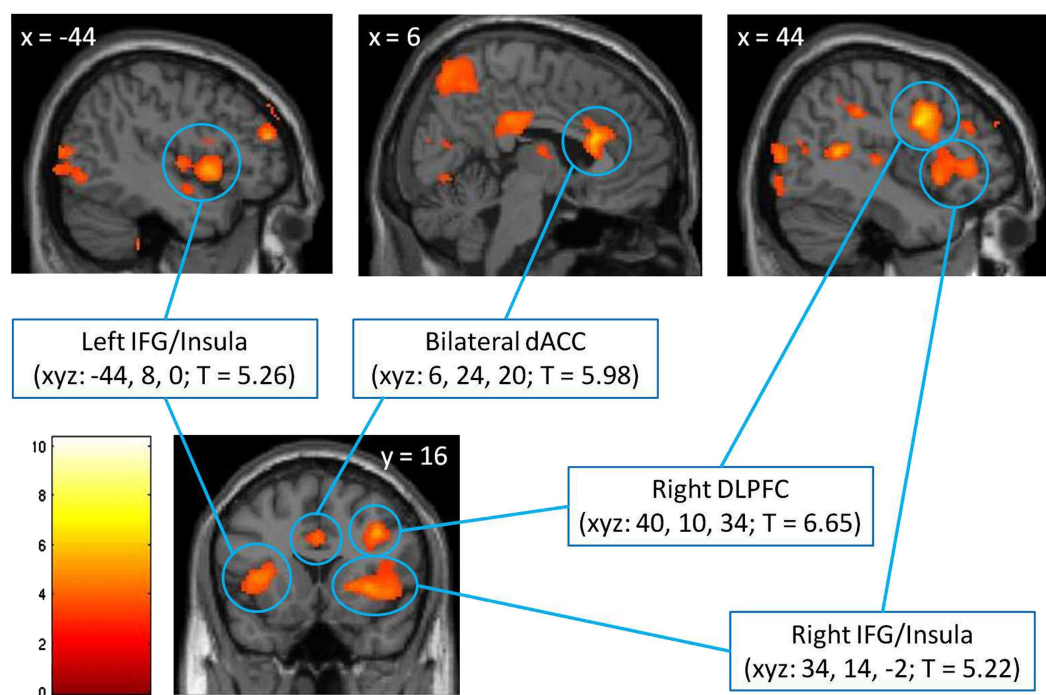 x = -44
x = 6
x = 44
Left IFG/Insula
(xyz: -44, 8, 0; T = 5.26)
Bilateral dACC
(xyz: 6, 24, 20; T = 5.98)
y = 16
Right DLPFC
(xyz: 40, 10, 34; T = 6.65)
Right IFG/Insula
(xyz: 34, 14, -2; T = 5.22)
10
8
6
4
2
0